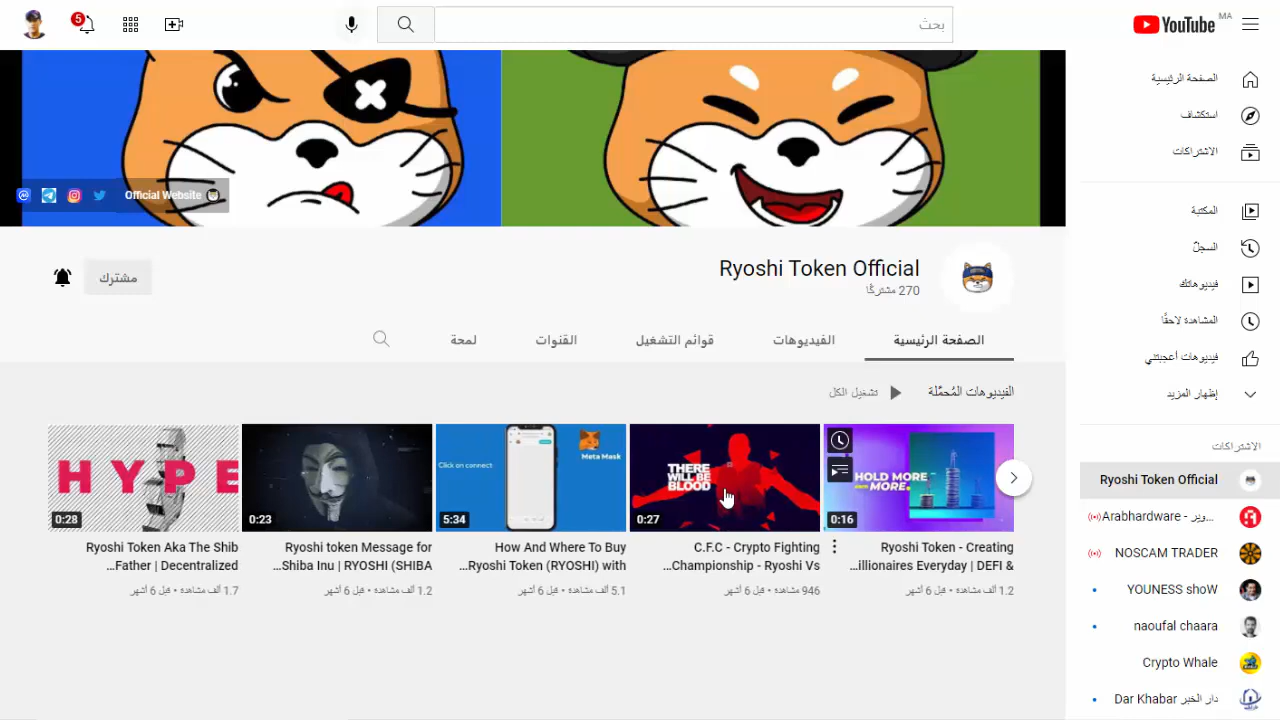 YouTube MA
بحث
5
الصفحة الرئيسية
استكشاف
الاشتراكات
المكتبة
السجلّ
فيديوهاتك
المشاهدة لاحقًا
فيديوهات أعجبتني
إظهار المزيد
الاشتراكات
Ryoshi Token Official
Arabhardware - وير...
NOSCAM TRADER
YOUNESS shoW
naoufal chaara
Crypto Whale
Dar Khabar دار الخبر
Official Website
Ryoshi Token Official
270 مشتركًا
مشترك
الصفحة الرئيسية
الفيديوهات
قوائم التشغيل
القنوات
لمحة
الفيديوهات المُحمَّلة
تشغيل الكل
HOLD MORE
MORE.
0:16
Ryoshi Token - Creating
...illionaires Everyday | DEFI &
1.2 ألف مشاهدة • قبل 6 أشهر
THERE
WILL BE
BLOOD
0:27
C.F.C - Crypto Fighting
...Championship - Ryoshi Vs
946 مشاهدة • قبل 6 أشهر
Click on connect
Meta Mask
5:34
How And Where To Buy
...Ryoshi Token (RYOSHI) with
5.1 ألف مشاهدة • قبل 6 أشهر
0:23
Ryoshi token Message for
...Shiba Inu | RYOSHI (SHIBA
1.2 ألف مشاهدة • قبل 6 أشهر
HYPE
0:28
Ryoshi Token Aka The Shib
...Father | Decentralized
1.7 ألف مشاهدة • قبل 6 أشهر